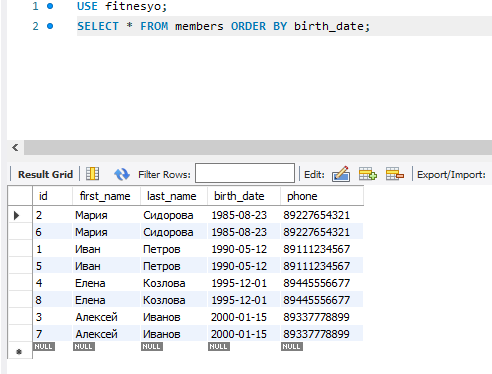 1 USE fitnesyo;
2 SELECT * FROM members ORDER BY birth_date;
Result Grid Filter Rows: Edit: Export/Import:
id first_name last_name birth_date phone
2 Мария Сидорова 1985-08-23 89227654321
6 Мария Сидорова 1985-08-23 89227654321
1 Иван Петров 1990-05-12 89111234567
5 Иван Петров 1990-05-12 89111234567
4 Елена Козлова 1995-12-01 89445556677
8 Елена Козлова 1995-12-01 89445556677
3 Алексей Иванов 2000-01-15 89337778899
7 Алексей Иванов 2000-01-15 89337778899
NULL NULL NULL NULL NULL